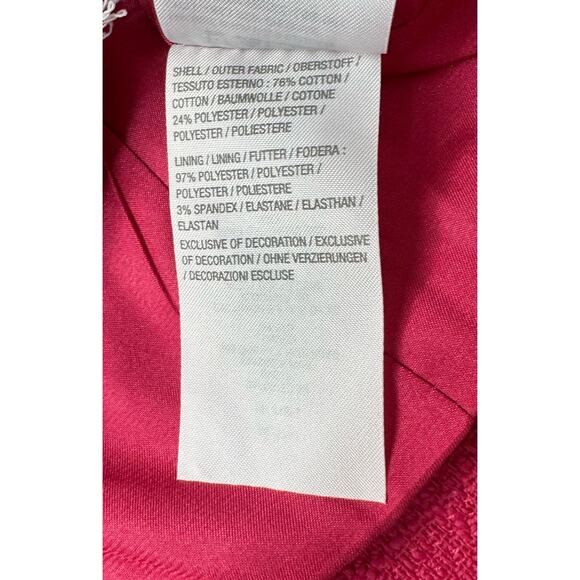 SHELL / OUTER FABRIC / OBERSTOFF /
TESSUTO ESTERNO : 76% COTTON /
COTTON / BAUMWOLLE / COTONE
24% POLYESTER / POLYESTER /
POLYESTER / POLIESTERE
LINING / LINING / FUTTER / FODERA :
97% POLYESTER / POLYESTER /
POLYESTER / POLIESTERE
3% SPANDEX / ELASTANE / ELASTHAN /
ELASTAN
EXCLUSIVE OF DECORATION / EXCLUSIVE
OF DECORATION / OHNE VERZIERUNGEN
/ DECORAZIONI ESCLUSE